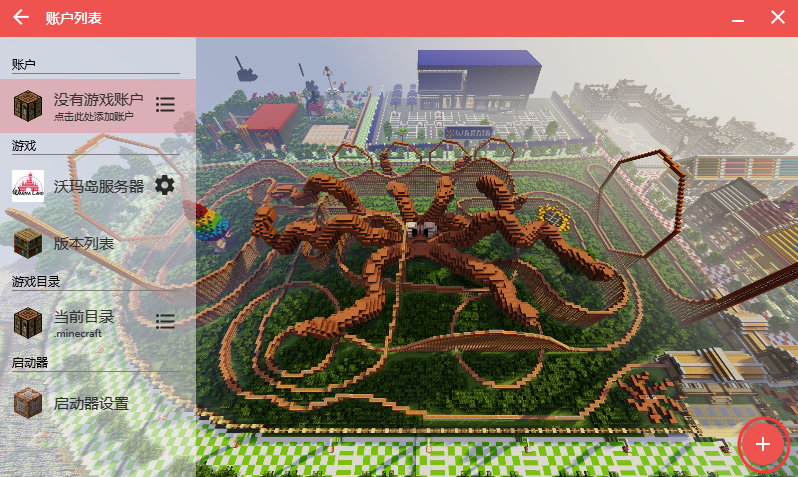 账户列表
账户
没有游戏账户
点击此处添加账户
游戏
沃玛岛服务器
版本列表
游戏目录
当前目录
.minecraft
启动器
启动器设置